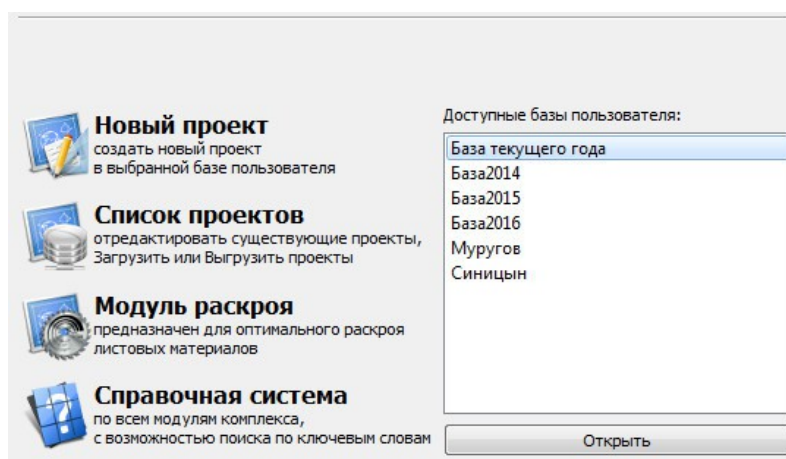 Новый проект
создать новый проект
в выбранной базе пользователя
Список проектов
отредактировать существующие проекты,
Загрузить или Выгрузить проекты
Модуль раскроя
предназначен для оптимального раскроя
листовых материалов
Справочная система
по всем модулям комплекса,
с возможностью поиска по ключевым словам
Доступные базы пользователя:
База текущего года
База2014
База2015
База2016
Муругов
Синицын
Открыть